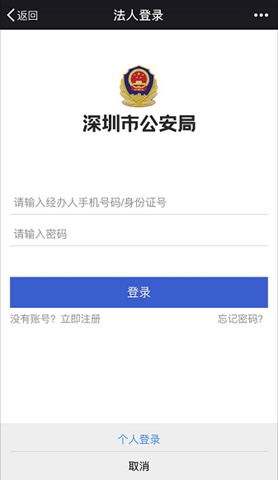 返回 法人登录
深圳市公安局
请输入经办人手机号码/身份证号
请输入密码
登录
没有账号? 立即注册 忘记密码?
个人登录
取消